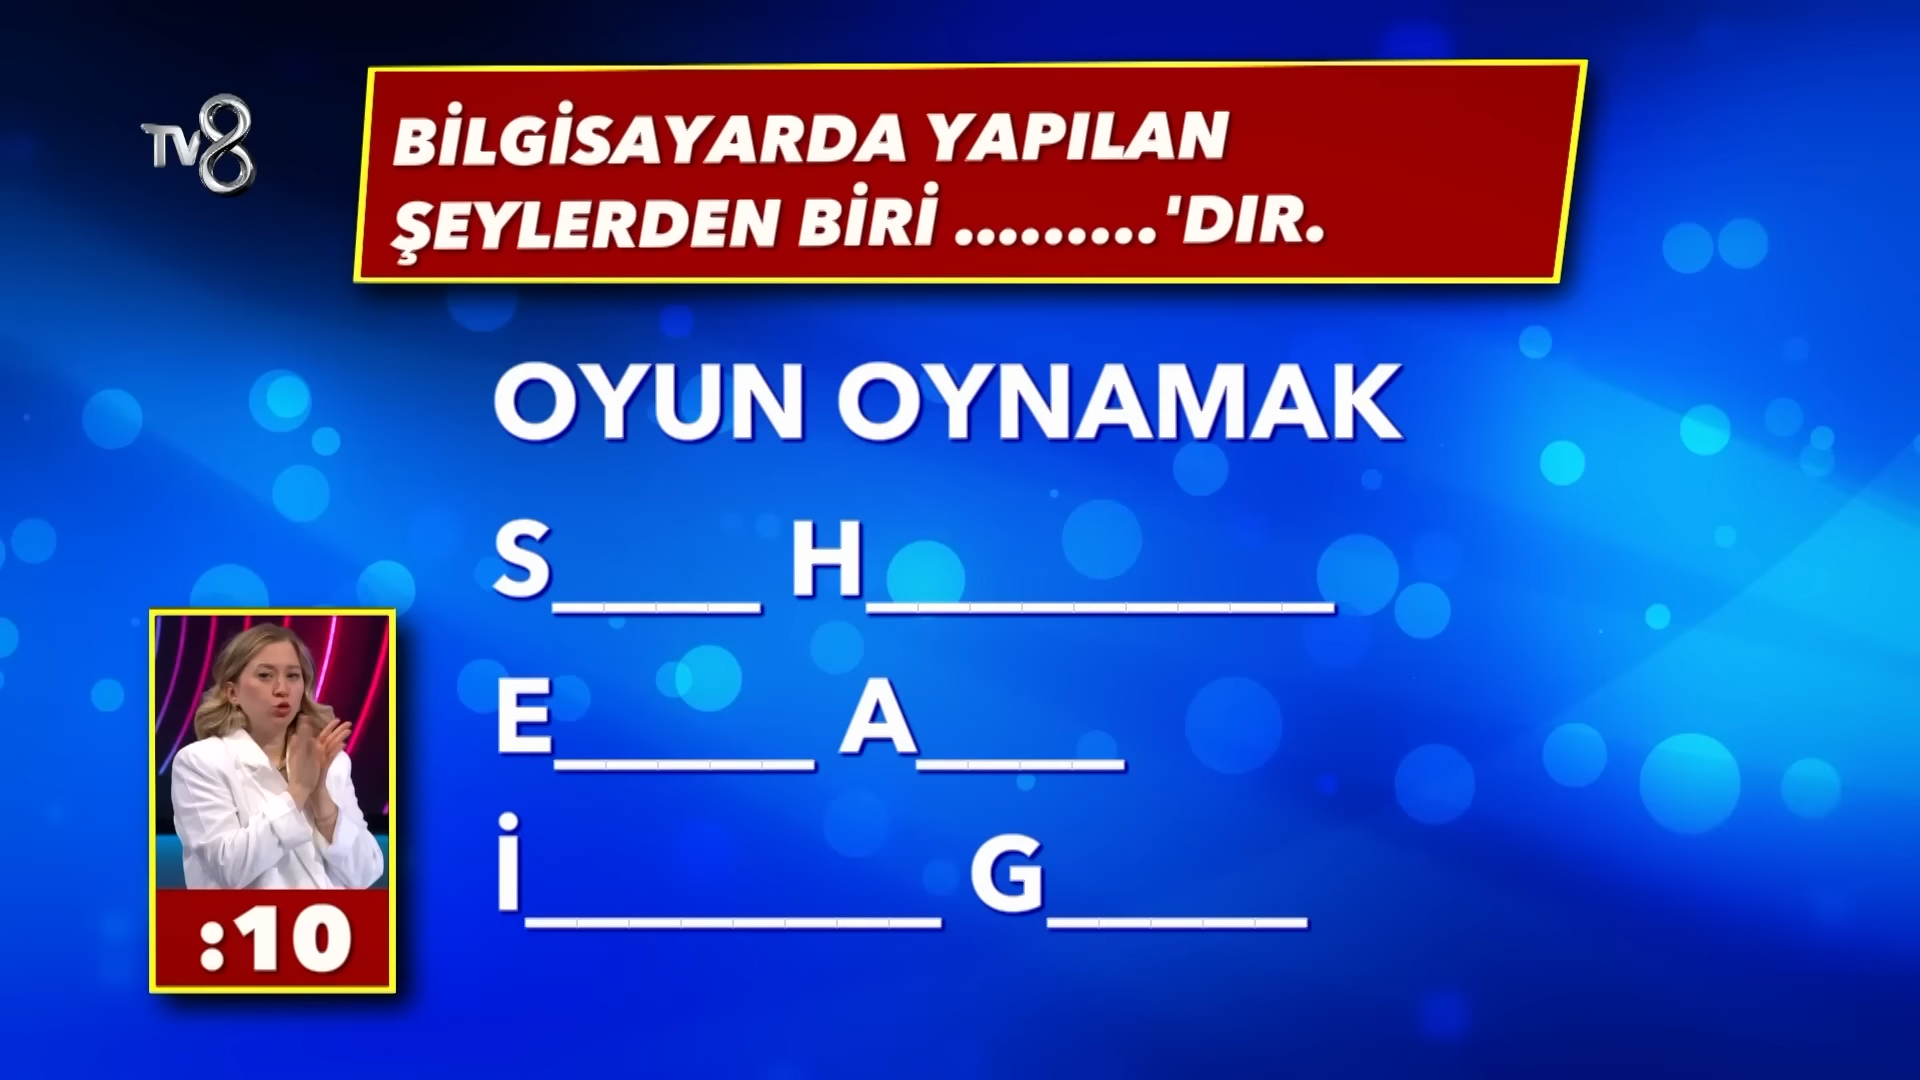 TV8
BİLGİSAYARDA YAPILAN
ŞEYLERDEN BİRİ .........'DIR.
OYUN OYNAMAK
S____ H_________
E_____ A____
İ________ G_____
:10